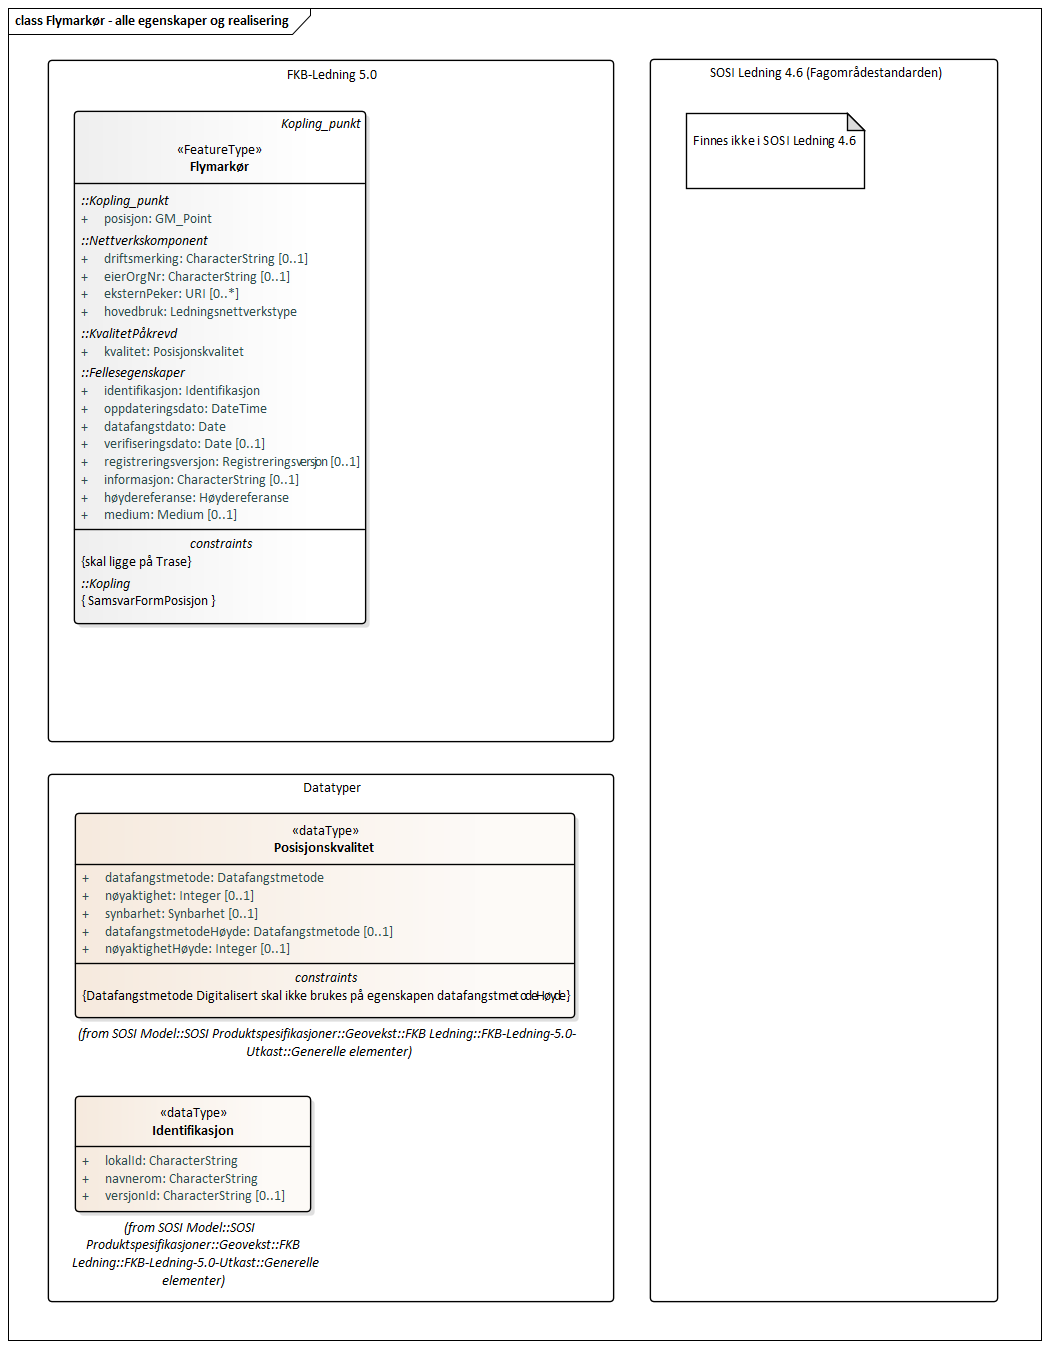 class Flymarkør - alle egenskaper og realisering
FKB-Ledning 5.0
Kopling_punkt
«FeatureType»
Flymarkør
::Kopling_punkt
+ posisjon: GM_Point
::Nettverkskomponent
+ driftsmerking: CharacterString [0..1]
+ eierOrgNr: CharacterString [0..1]
+ eksternPeker: URI [0..*]
+ hovedbruk: Ledningsnettverkstype
::KvalitetPåkrevd
+ kvalitet: Posisjonskvalitet
::Fellesegenskaper
+ identifikasjon: Identifikasjon
+ oppdateringsdato: DateTime
+ datafangstdato: Date
+ verifiseringsdato: Date [0..1]
+ registreringsversjon: Registreringsversjon [0..1]
+ informasjon: CharacterString [0..1]
+ høydereferanse: Høydereferanse
+ medium: Medium [0..1]
constraints
{skal ligge på Trase}
::Kopling
{ SamsvarFormPosisjon }
Datatyper
«dataType»
Posisjonskvalitet
+ datafangstmetode: Datafangstmetode
+ nøyaktighet: Integer [0..1]
+ synbarhet: Synbarhet [0..1]
+ datafangstmetodeHøyde: Datafangstmetode [0..1]
+ nøyaktighetHøyde: Integer [0..1]
constraints
{Datafangstmetode Digitalisert skal ikke brukes på egenskapen datafangstmetodeHøyde}
(from SOSI Model::SOSI Produktspesifikasjoner::Geovekst::FKB Ledning::FKB-Ledning-5.0-
Utkast::Generelle elementer)
«dataType»
Identifikasjon
+ lokalId: CharacterString
+ navnerom: CharacterString
+ versjonId: CharacterString [0..1]
(from SOSI Model::SOSI
Produktspesifikasjoner::Geovekst::FKB
Ledning::FKB-Ledning-5.0-Utkast::Generelle
elementer)
SOSI Ledning 4.6 (Fagområdestandarden)
Finnes ikke i SOSI Ledning 4.6